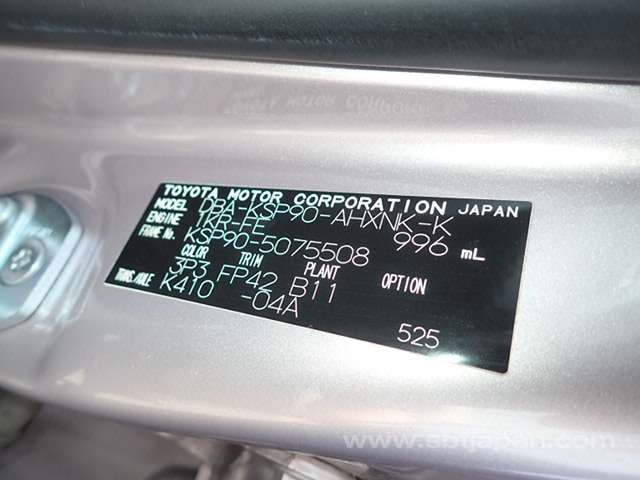 TOYOTA MOTOR CORPORATION JAPAN
MODEL DBA-KSP90-AHXNK-K
ENGINE 1KR-FE 996 mL
FRAME No. KSP90-5075508
COLOR TRIM PLANT OPTION
3P3 FP42 B11
TRANS./AXLE K410 -04A
525
www.sbtjapan.com